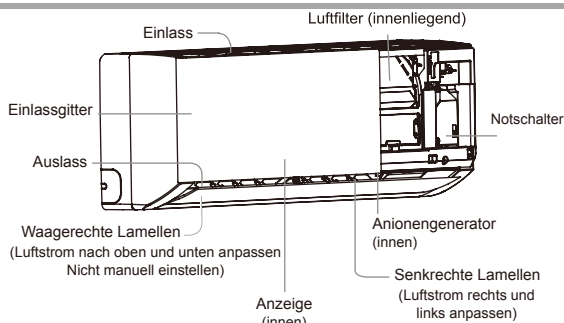 Luftfilter (innenliegend)
Einlass
Einlassgitter
Notschalter
Auslass
Waagerechte Lamellen
(Luftstrom nach oben und unten anpassen
Nicht manuell einstellen)
Anionengenerator
(innen)
Senkrechte Lamellen
(Luftstrom rechts und
links anpassen)
Anzeige
(innen)